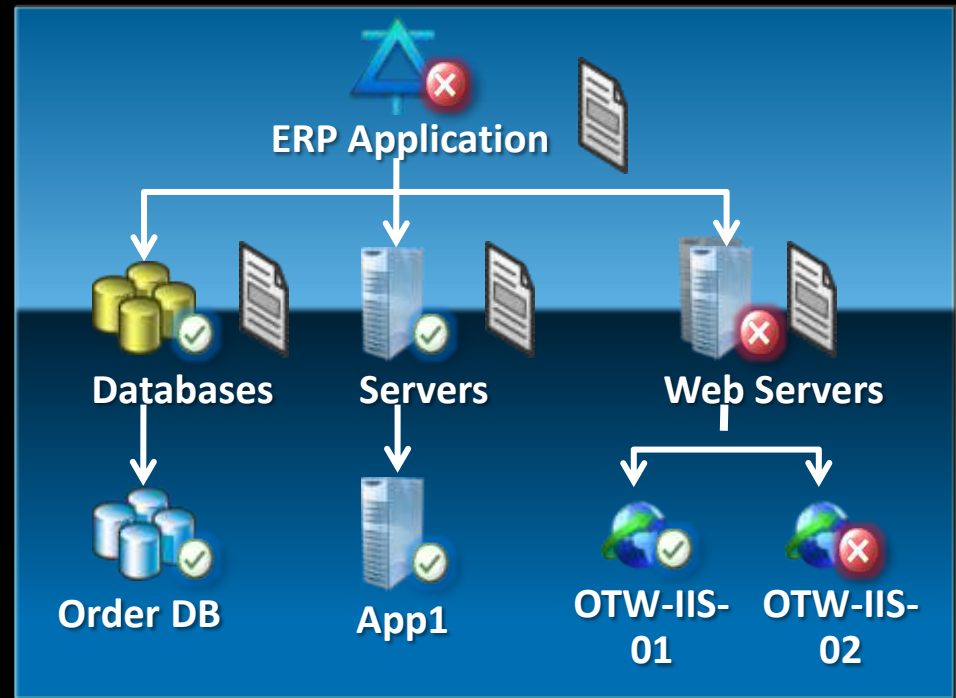 ERP Application
Databases
Servers
Web Servers
Order DB
App1
OTW-IIS-
01
OTW-IIS-
02